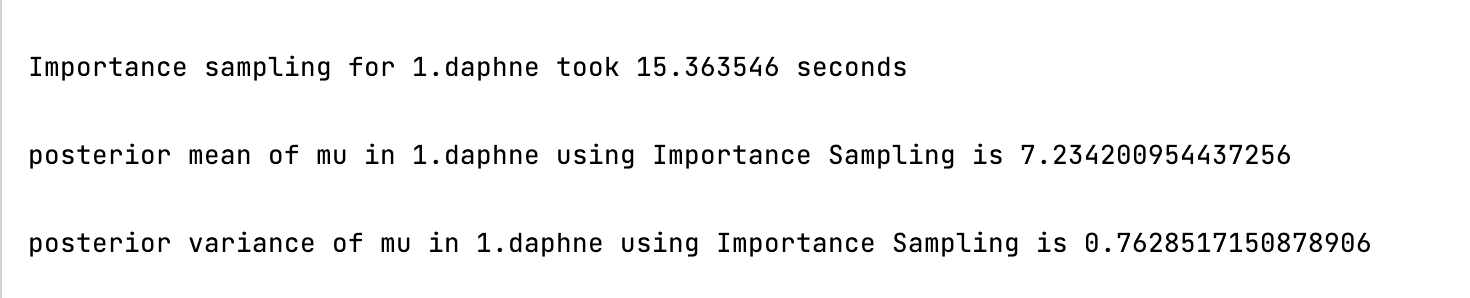 Importance sampling for 1.daphne took 15.363546 seconds
posterior mean of mu in 1.daphne using Importance Sampling is 7.234200954437256
posterior variance of mu in 1.daphne using Importance Sampling is 0.7628517150878906